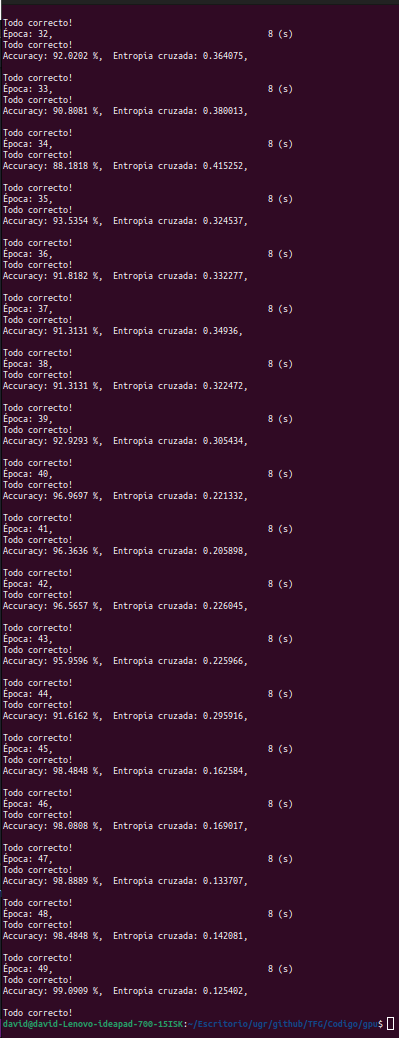 Todo correcto!
Época: 32, 8 (s)
Todo correcto!
Accuracy: 92.0202 %, Entropia cruzada: 0.364075,
Todo correcto!
Época: 33, 8 (s)
Todo correcto!
Accuracy: 90.8081 %, Entropia cruzada: 0.380013,
Todo correcto!
Época: 34, 8 (s)
Todo correcto!
Accuracy: 88.1818 %, Entropia cruzada: 0.415252,
Todo correcto!
Época: 35, 8 (s)
Todo correcto!
Accuracy: 93.5354 %, Entropia cruzada: 0.324537,
Todo correcto!
Época: 36, 8 (s)
Todo correcto!
Accuracy: 91.8182 %, Entropia cruzada: 0.332277,
Todo correcto!
Época: 37, 8 (s)
Todo correcto!
Accuracy: 91.3131 %, Entropia cruzada: 0.34936,
Todo correcto!
Época: 38, 8 (s)
Todo correcto!
Accuracy: 91.3131 %, Entropia cruzada: 0.322472,
Todo correcto!
Época: 39, 8 (s)
Todo correcto!
Accuracy: 92.9293 %, Entropia cruzada: 0.305434,
Todo correcto!
Época: 40, 8 (s)
Todo correcto!
Accuracy: 96.9697 %, Entropia cruzada: 0.221332,
Todo correcto!
Época: 41, 8 (s)
Todo correcto!
Accuracy: 96.3636 %, Entropia cruzada: 0.205898,
Todo correcto!
Época: 42, 8 (s)
Todo correcto!
Accuracy: 96.5657 %, Entropia cruzada: 0.226045,
Todo correcto!
Época: 43, 8 (s)
Todo correcto!
Accuracy: 95.9596 %, Entropia cruzada: 0.225966,
Todo correcto!
Época: 44, 8 (s)
Todo correcto!
Accuracy: 91.6162 %, Entropia cruzada: 0.295916,
Todo correcto!
Época: 45, 8 (s)
Todo correcto!
Accuracy: 98.4848 %, Entropia cruzada: 0.162584,
Todo correcto!
Época: 46, 8 (s)
Todo correcto!
Accuracy: 98.0808 %, Entropia cruzada: 0.169017,
Todo correcto!
Época: 47, 8 (s)
Todo correcto!
Accuracy: 98.8889 %, Entropia cruzada: 0.133707,
Todo correcto!
Época: 48, 8 (s)
Todo correcto!
Accuracy: 98.4848 %, Entropia cruzada: 0.142081,
Todo correcto!
Época: 49, 8 (s)
Todo correcto!
Accuracy: 99.0909 %, Entropia cruzada: 0.125402,
Todo correcto!
david@david-Lenovo-ideapad-700-15ISK:~/Escritorio/ugr/github/TFG/Codigo/gpu$